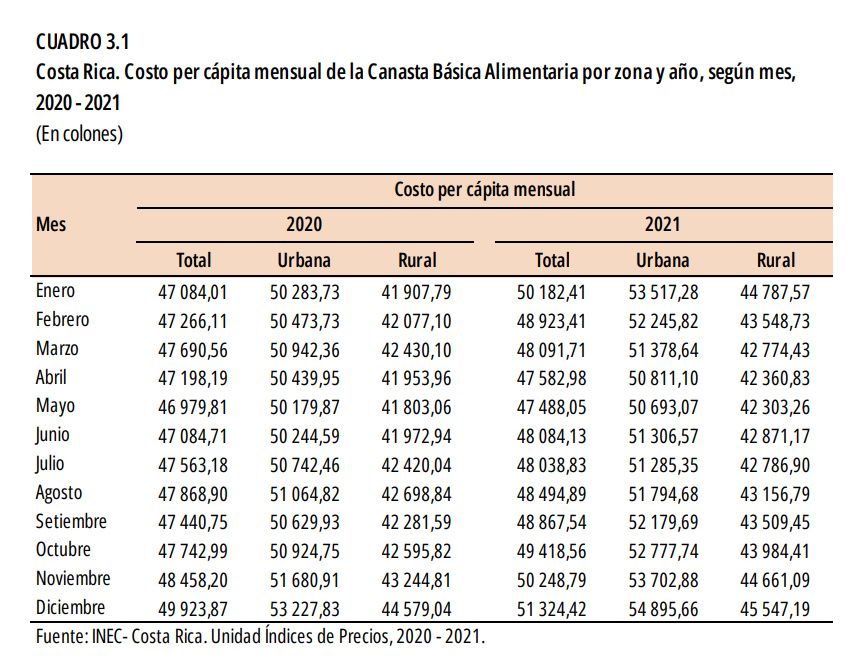 CUADRO 3.1
Costa Rica. Costo per cápita mensual de la Canasta Básica Alimentaria por zona y año, según mes,
2020 - 2021
(En colones)
Costo per cápita mensual
Mes 2020 2021
Total Urbana Rural Total Urbana Rural
Enero 47 084,01 50 283,73 41 907,79 50 182,41 53 517,28 44 787,57
Febrero 47 266,11 50 473,73 42 077,10 48 923,41 52 245,82 43 548,73
Marzo 47 690,56 50 942,36 42 430,10 48 091,71 51 378,64 42 774,43
Abril 47 198,19 50 439,95 41 953,96 47 582,98 50 811,10 42 360,83
Mayo 46 979,81 50 179,87 41 803,06 47 488,05 50 693,07 42 303,26
Junio 47 084,71 50 244,59 41 972,94 48 084,13 51 306,57 42 871,17
Julio 47 563,18 50 742,46 42 420,04 48 038,83 51 285,35 42 786,90
Agosto 47 868,90 51 064,82 42 698,84 48 494,89 51 794,68 43 156,79
Setiembre 47 440,75 50 629,93 42 281,59 48 867,54 52 179,69 43 509,45
Octubre 47 742,99 50 924,75 42 595,82 49 418,56 52 777,74 43 984,41
Noviembre 48 458,20 51 680,91 43 244,81 50 248,79 53 702,88 44 661,09
Diciembre 49 923,87 53 227,83 44 579,04 51 324,42 54 895,66 45 547,19
Fuente: INEC- Costa Rica. Unidad Índices de Precios, 2020 - 2021.